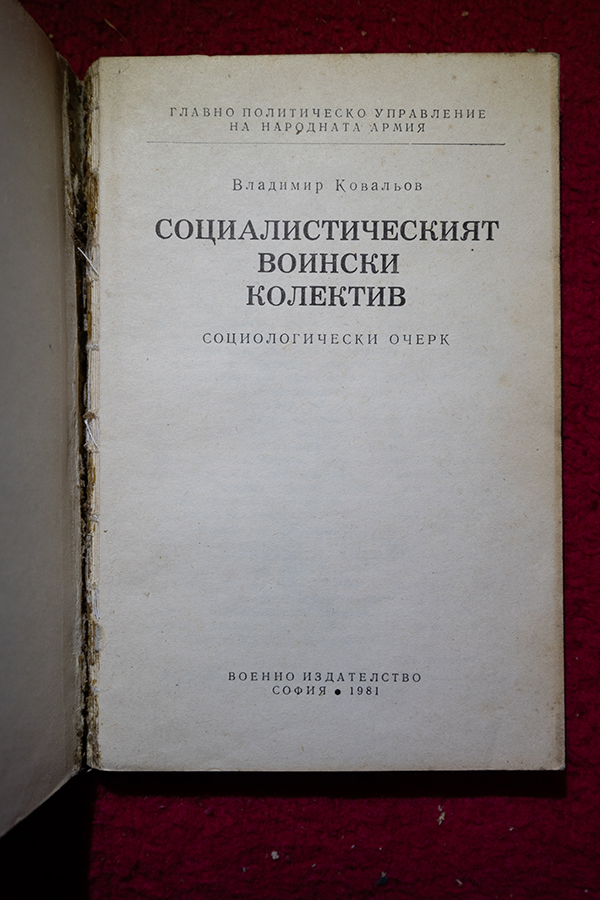 ГЛАВНО ПОЛИТИЧЕСКО УПРАВЛЕНИЕ
НА НАРОДНАТА АРМИЯ
Владимир Ковальов
СОЦИАЛИСТИЧЕСКИЯТ
ВОИНСКИ
КОЛЕКТИВ
СОЦИОЛОГИЧЕСКИ ОЧЕРК
ВОЕННО ИЗДАТЕЛСТВО
СОФИЯ ● 1981